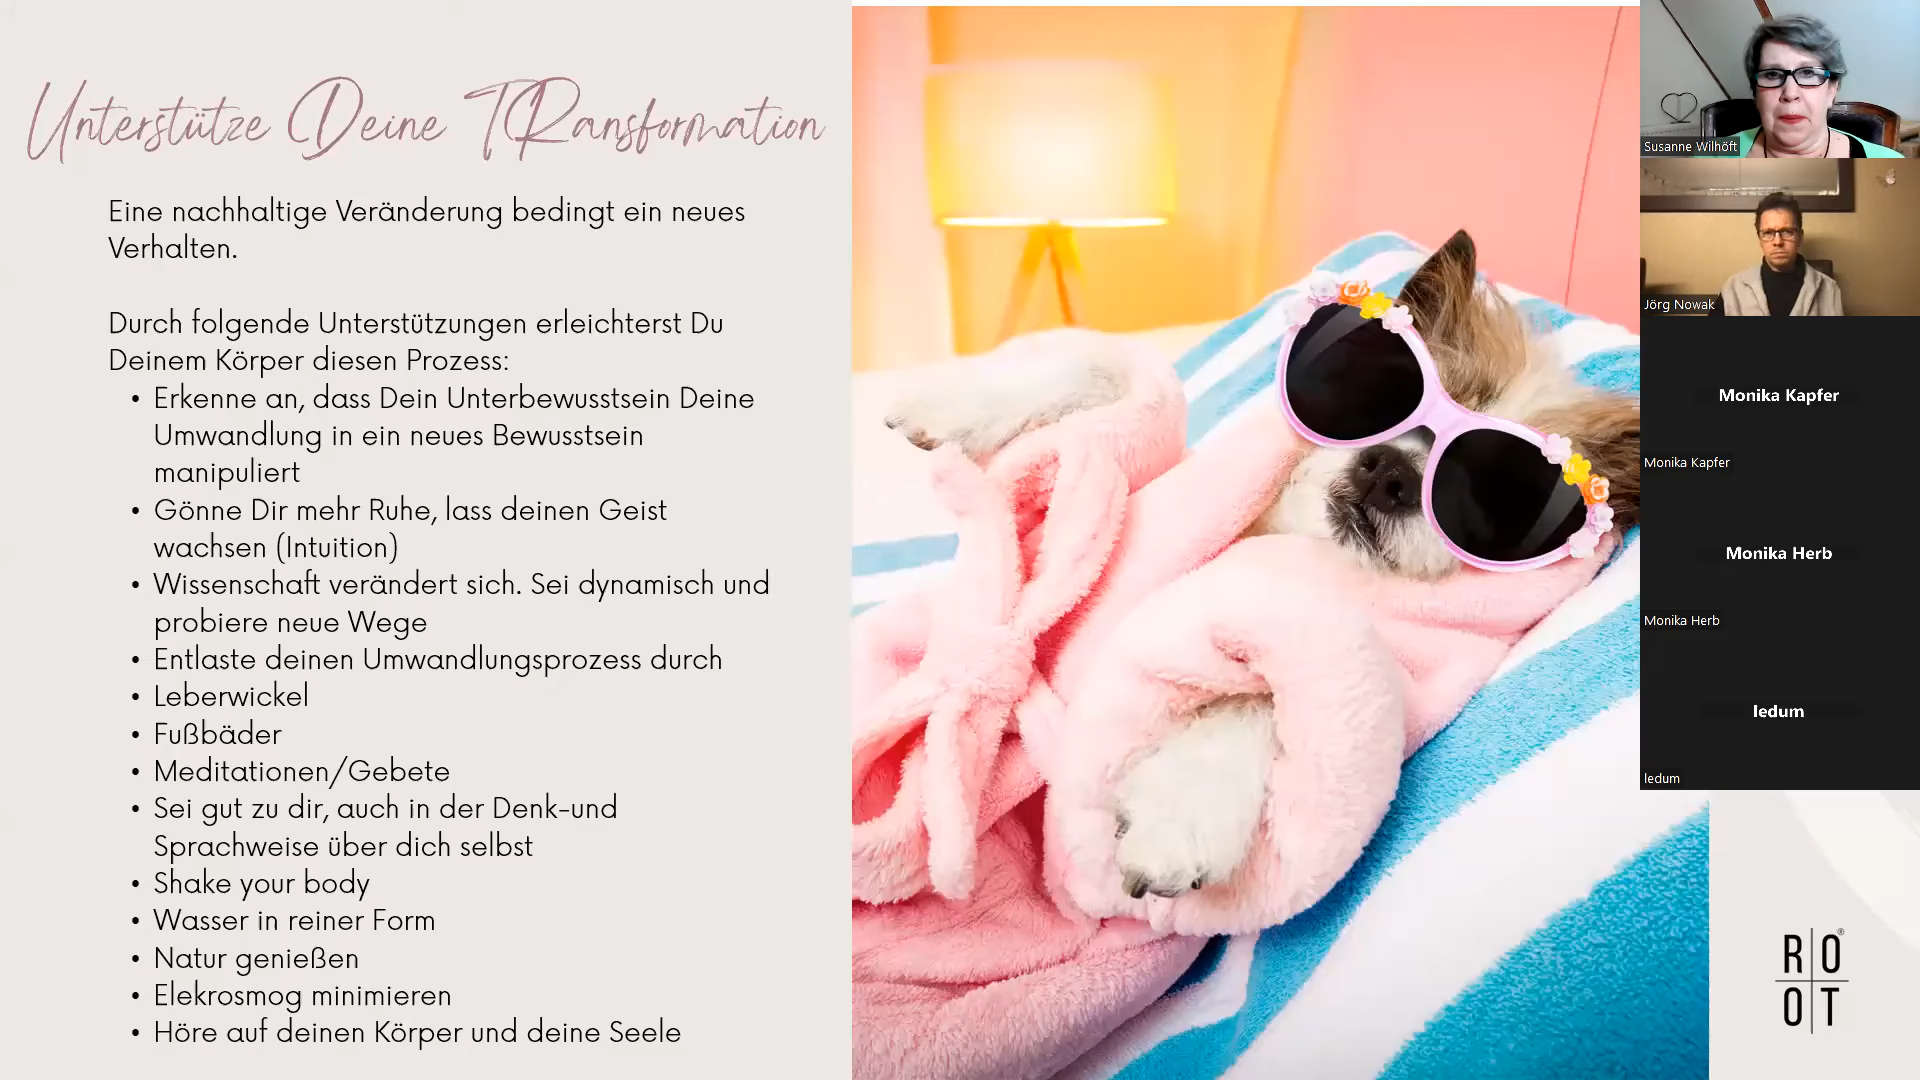 Unterstütze Deine TRansformation
Eine nachhaltige Veränderung bedingt ein neues
Verhalten.
Durch folgende Unterstützungen erleichterst Du
Deinem Körper diesen Prozess:
• Erkenne an, dass Dein Unterbewusstsein Deine
Umwandlung in ein neues Bewusstsein
manipuliert
• Gönne Dir mehr Ruhe, lass deinen Geist
wachsen (Intuition)
• Wissenschaft verändert sich. Sei dynamisch und
probiere neue Wege
• Entlaste deinen Umwandlungsprozess durch
• Leberwickel
• Fußbäder
• Meditationen/Gebete
• Sei gut zu dir, auch in der Denk-und
Sprachweise über dich selbst
• Shake your body
• Wasser in reiner Form
• Natur genießen
• Elekrosmog minimieren
• Höre auf deinen Körper und deine Seele
Susanne Wilhöft
Jörg Nowak
Monika Kapfer
Monika Kapfer
Monika Herb
Monika Herb
ledum
ledum
RO®
OT